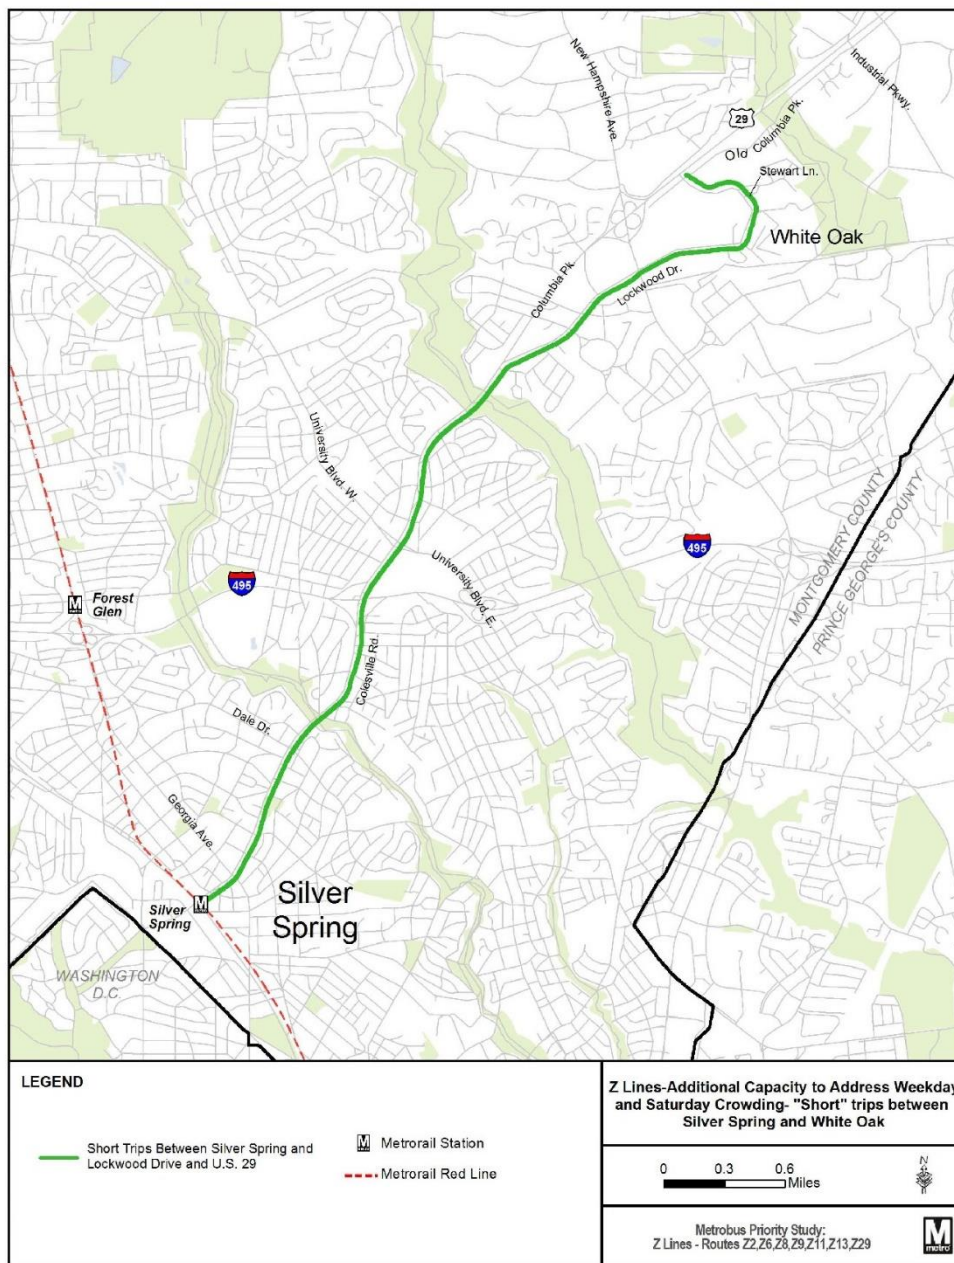 New Hampshire Ave.
Industrial Pkwy.
29
Old Columbia Pk.
Stewart Ln.
White Oak
Columbia Pk.
Lockwood Dr.
University Blvd. W.
495
495
University Blvd. E.
MONTGOMERY COUNTY
PRINCE GEORGE'S COUNTY
M
Forest
Glen
Colesville Rd.
Dale Dr.
Georgia Ave.
M
Silver
Spring
Silver
Spring
WASHINGTON
D.C.
LEGEND
Short Trips Between Silver Spring and
Lockwood Drive and U.S. 29
M Metrorail Station
Metrorail Red Line
Z Lines-Additional Capacity to Address Weekday
and Saturday Crowding- "Short" trips between
Silver Spring and White Oak
0 0.3 0.6
Miles
N
Metrobus Priority Study:
Z Lines - Routes Z2,Z6,Z8,Z9,Z11,Z13,Z29
M
metro